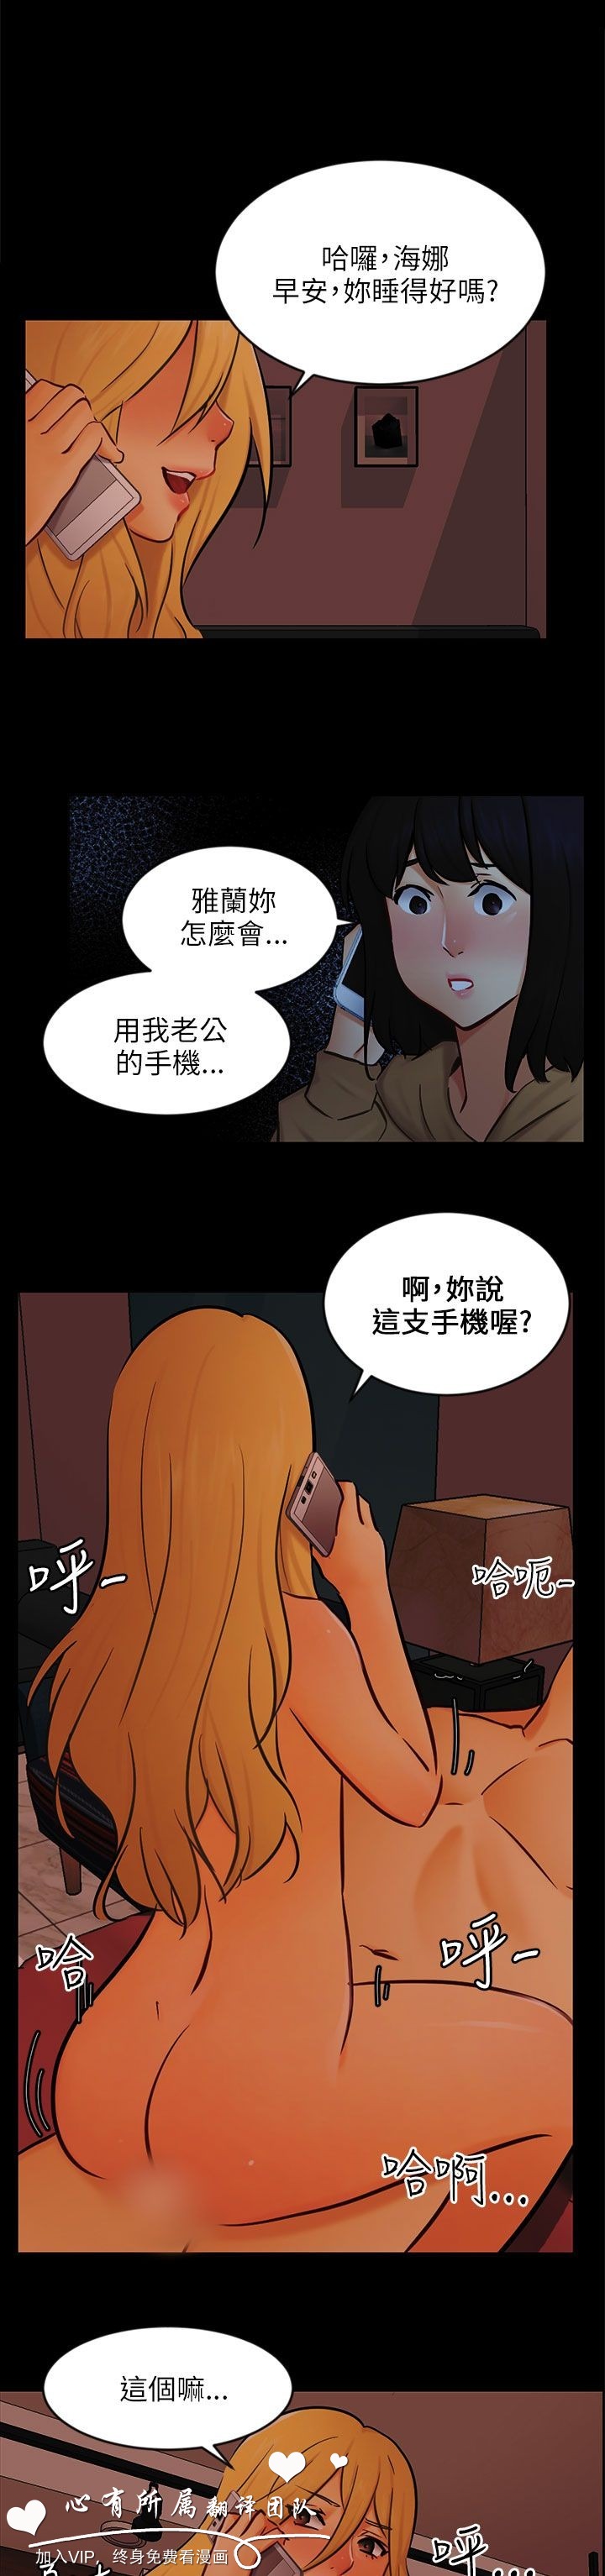 哈囉，海娜
早安，妳睡得好嗎？
雅蘭妳
怎麼會…
用我老公
的手機…
啊，妳說
這支手機喔？
呼-
哈呃-
哈
呼-
哈啊…
這個嘛…
心有所属翻译团队
加入VIP，终身免费看漫画
呼…